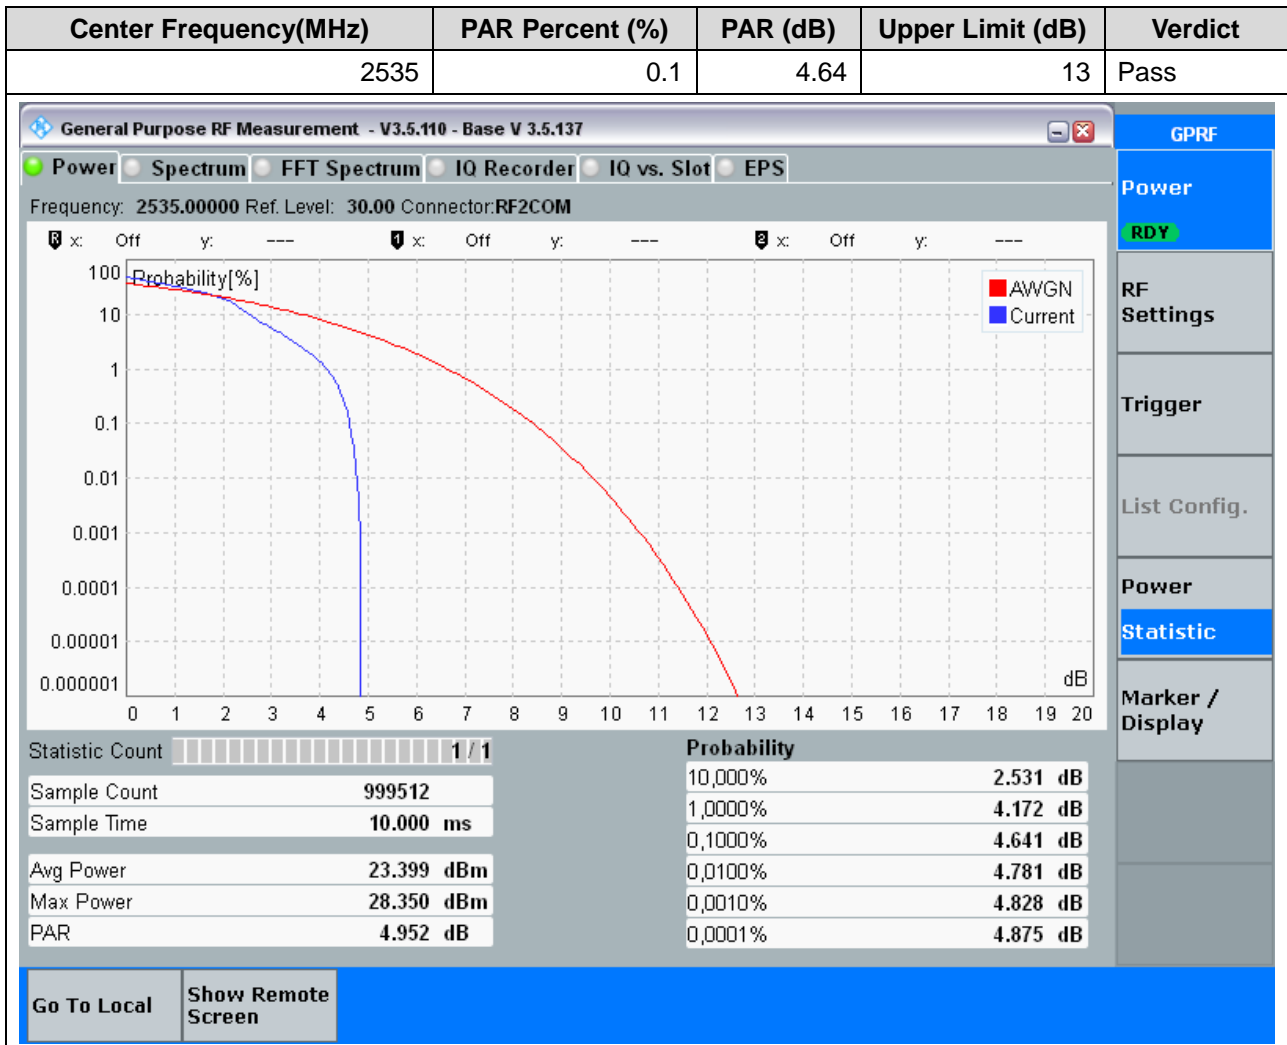 Center Frequency(MHz) PAR Percent (%) PAR (dB) Upper Limit (dB) Verdict
2535 0.1 4.64 13 Pass
General Purpose RF Measurement - V3.5.110 - Base V 3.5.137
GPRF
Power Spectrum FFT Spectrum IQ Recorder IQ vs. Slot EPS
Power
RDY
Frequency: 2535.00000 Ref. Level: 30.00 Connector:RF2COM
R x: Off y: --- 1 x: Off y: --- 2 x: Off y: ---
Probability[%]
AWGN
Current
100
10
1
0.1
0.01
0.001
0.0001
0.00001
0.000001
dB
0 1 2 3 4 5 6 7 8 9 10 11 12 13 14 15 16 17 18 19 20
RF
Settings
Trigger
List Config.
Power
Statistic
Marker /
Display
Statistic Count 1 / 1
Sample Count 999512
Sample Time 10.000 ms
Avg Power 23.399 dBm
Max Power 28.350 dBm
PAR 4.952 dB
Probability
10,000% 2.531 dB
1,0000% 4.172 dB
0,1000% 4.641 dB
0,0100% 4.781 dB
0,0010% 4.828 dB
0,0001% 4.875 dB
Go To Local
Show Remote
Screen